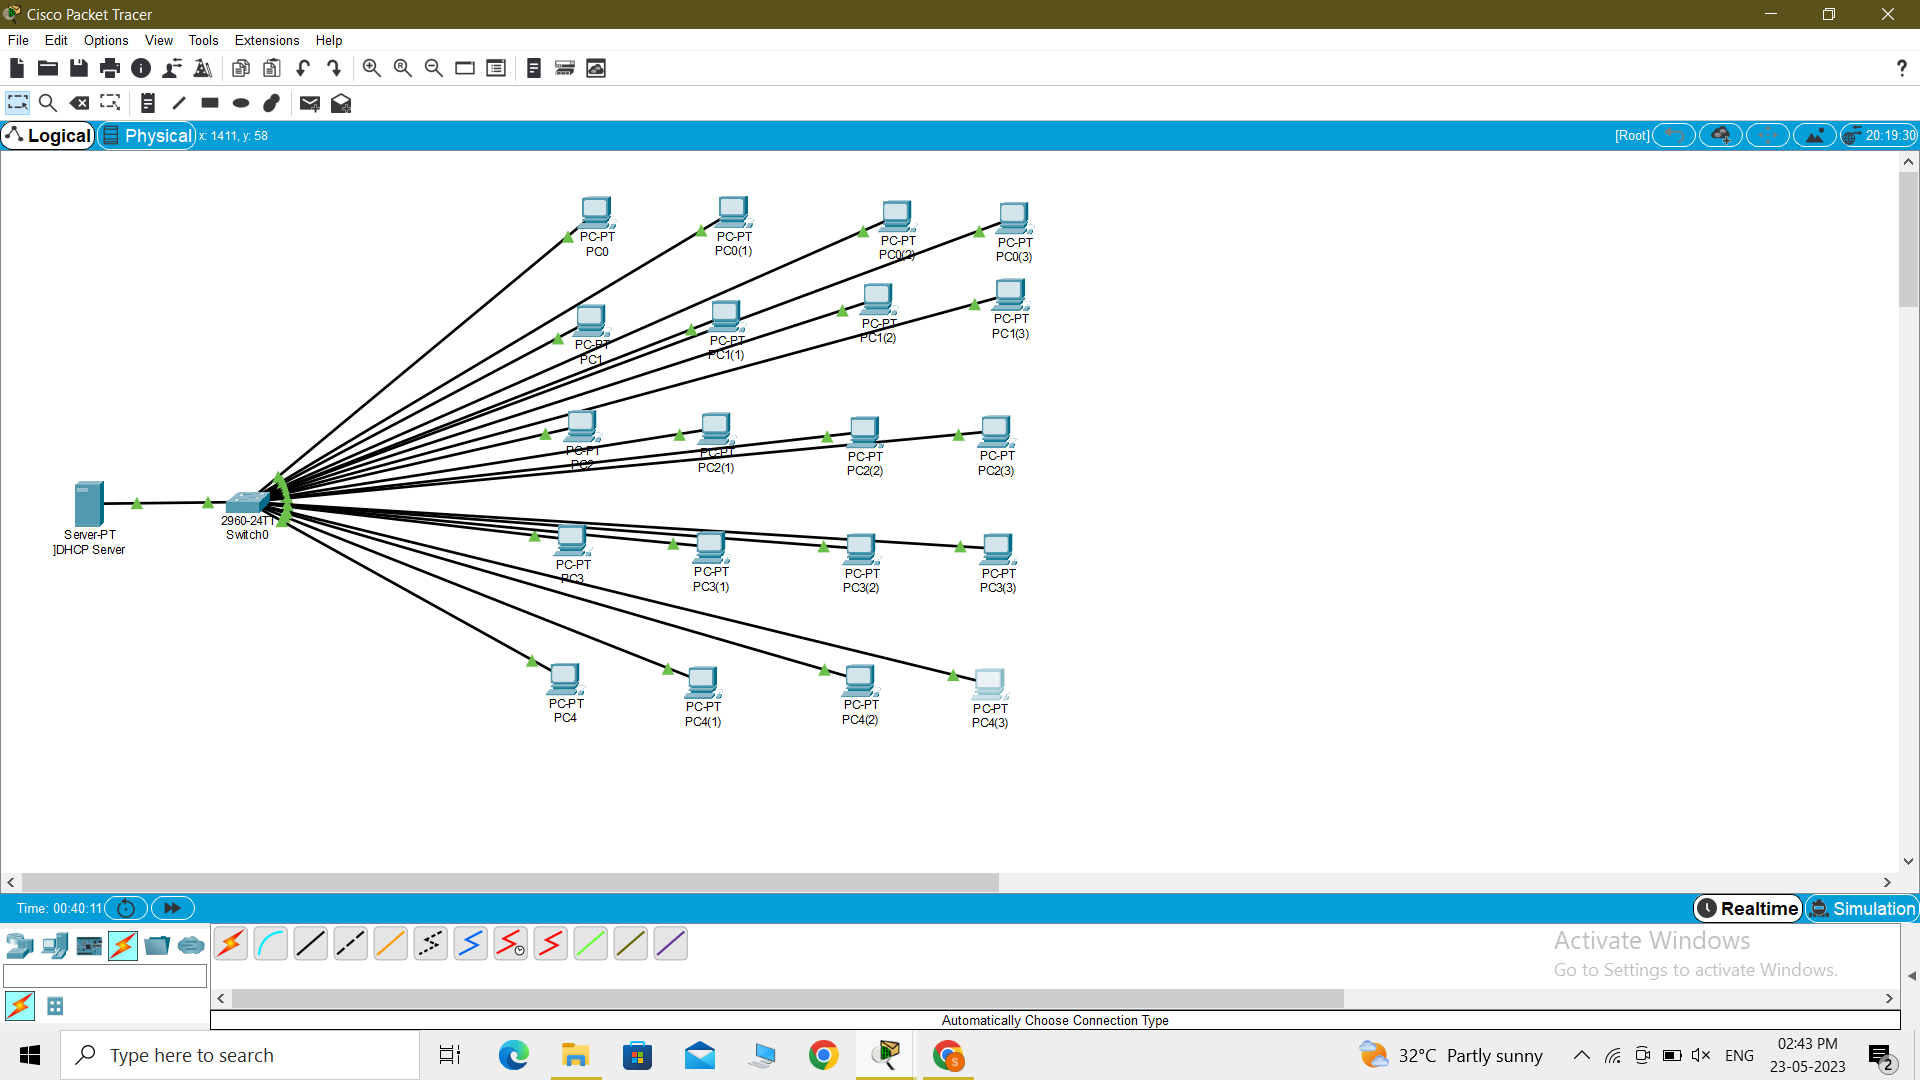 Cisco Packet Tracer
File Edit Options View Tools Extensions Help
Logical Physical x: 1411, y: 58 [Root] 20:19:30
PC-PT
PC0
PC-PT
PC0(1)
PC-PT
PC0(2)
PC-PT
PC0(3)
PC-PT
PC1
PC-PT
PC1(1)
PC-PT
PC1(2)
PC-PT
PC1(3)
PC-PT
PC2
PC-PT
PC2(1)
PC-PT
PC2(2)
PC-PT
PC2(3)
Server-PT
]DHCP Server
2960-24TT
Switch0
PC-PT
PC3
PC-PT
PC3(1)
PC-PT
PC3(2)
PC-PT
PC3(3)
PC-PT
PC4
PC-PT
PC4(1)
PC-PT
PC4(2)
PC-PT
PC4(3)
Time: 00:40:11 Realtime Simulation
Activate Windows
Go to Settings to activate Windows.
Automatically Choose Connection Type
Type here to search
32°C Partly sunny
ENG
02:43 PM
23-05-2023
2